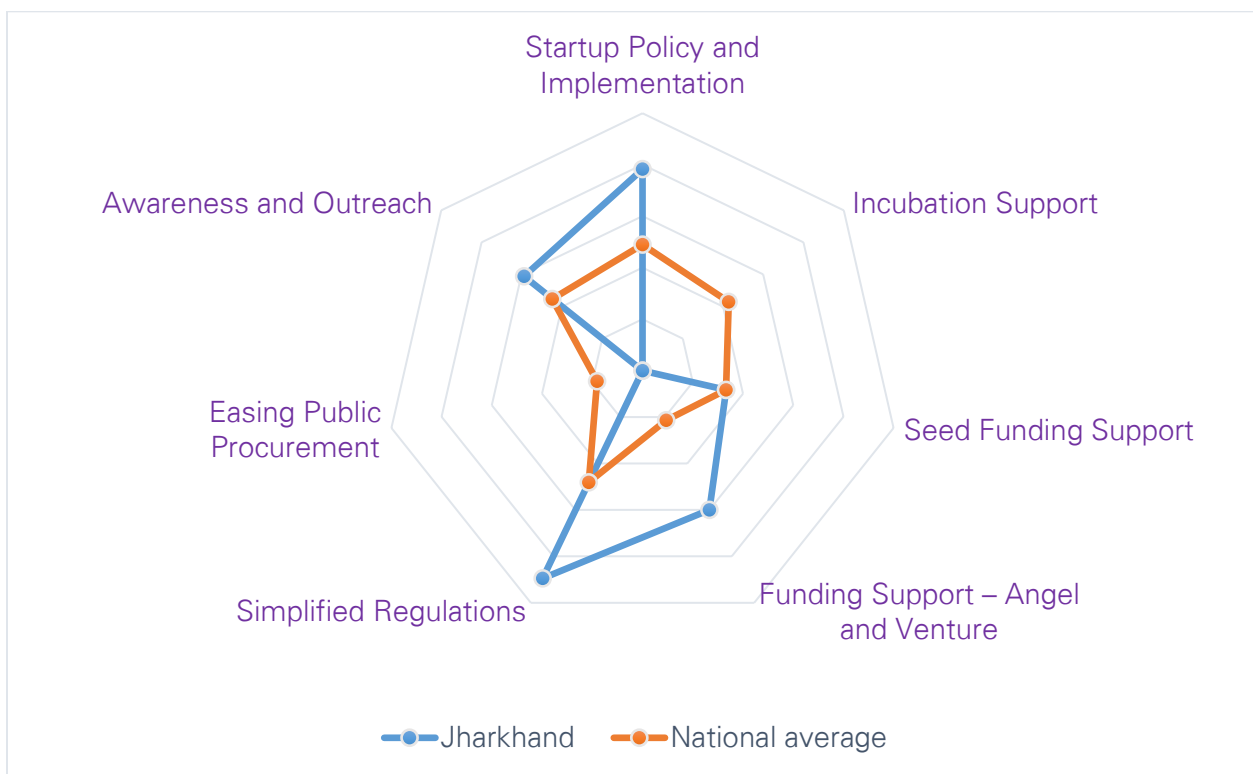 Startup Policy and
Implementation
Awareness and Outreach
Incubation Support
Easing Public
Procurement
Seed Funding Support
Simplified Regulations
Funding Support – Angel
and Venture
Jharkhand
National average